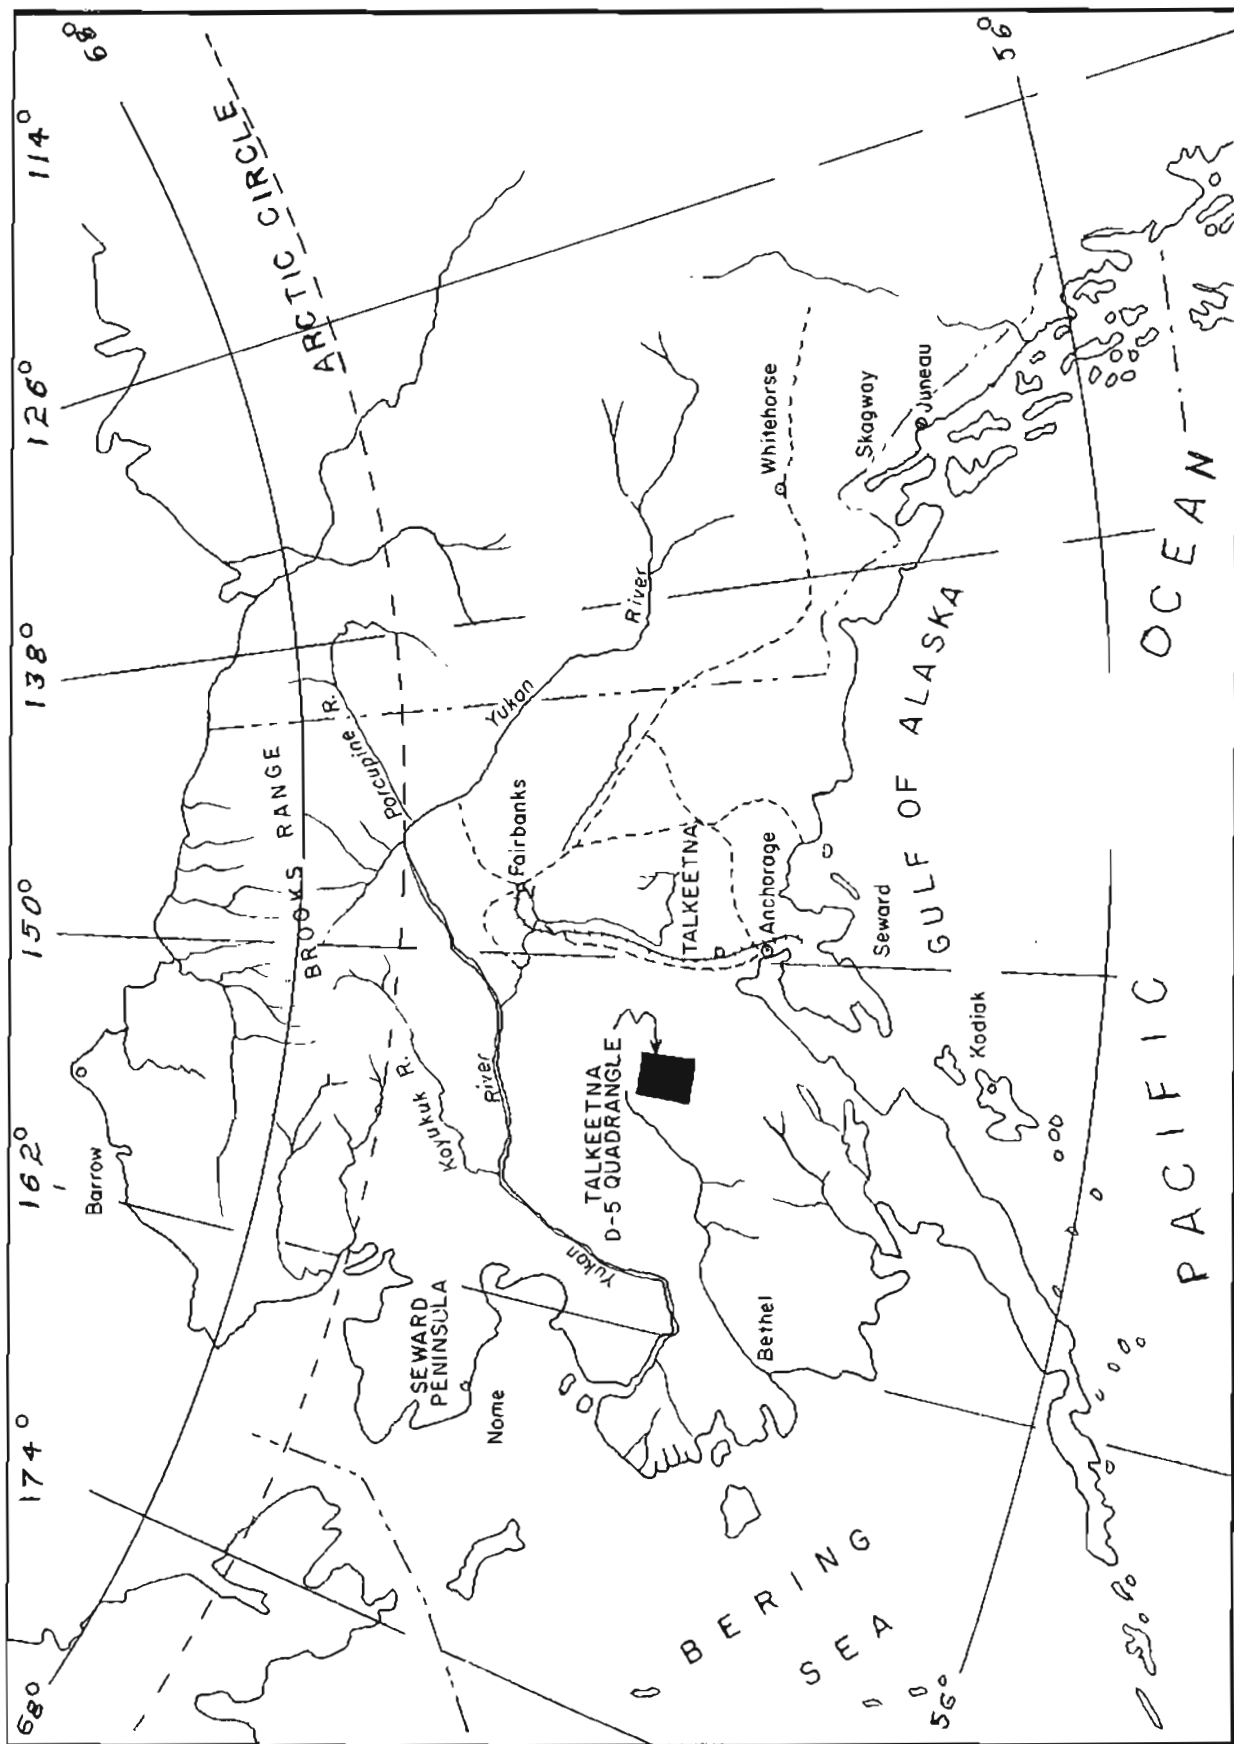 174°
162°
150°
138°
126°
114°
68°
68°
ARCTIC CIRCLE
Barrow
BROOKS RANGE
Porcupine R.
Koyukuk R.
SEWARD
PENINSULA
Nome
Yukon
River
Yukon
River
Fairbanks
TALKEETNA
D-5 QUADRANGLE
TALKEETNA
Anchorage
Whitehorse
Skagway
Juneau
Bethel
Seward
Kodiak
GULF OF ALASKA
BERING
SEA
56°
56°
PACIFIC OCEAN